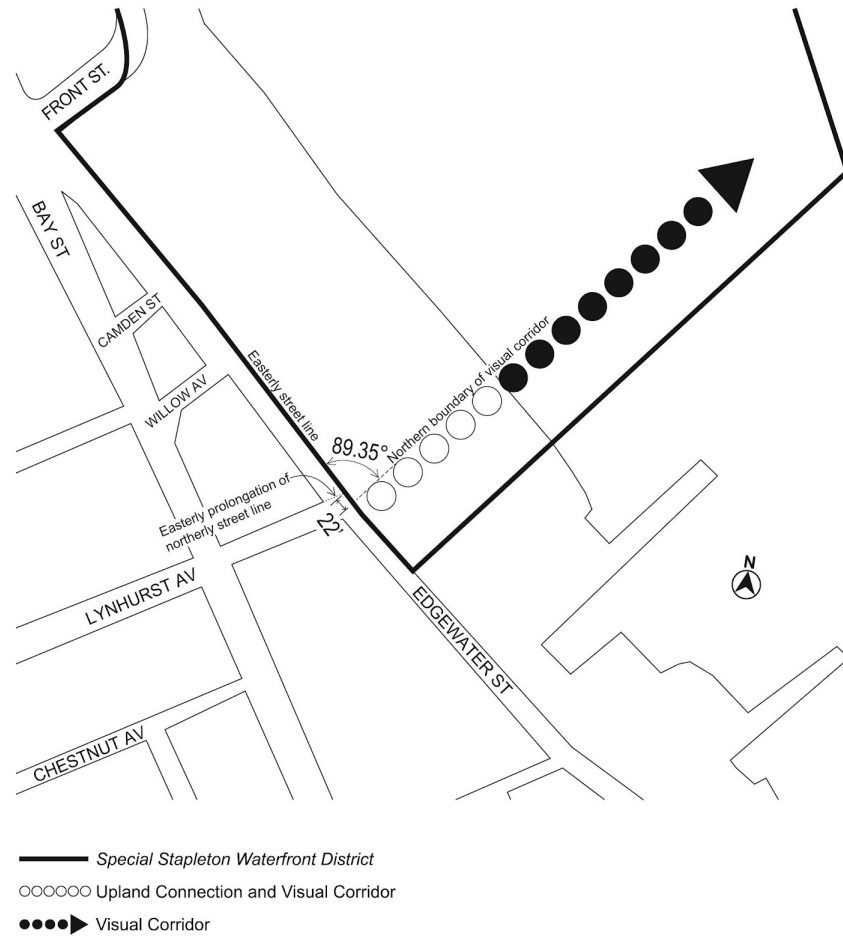 FRONT ST.
BAY ST
CAMDEN ST
WILLOW AV
Easterly street line
Northern boundary of visual corridor
89.35°
Easterly prolongation of
northerly street line
22'
LYNHURST AV
N
EDGEWATER ST
CHESTNUT AV
Special Stapleton Waterfront District
Upland Connection and Visual Corridor
Visual Corridor